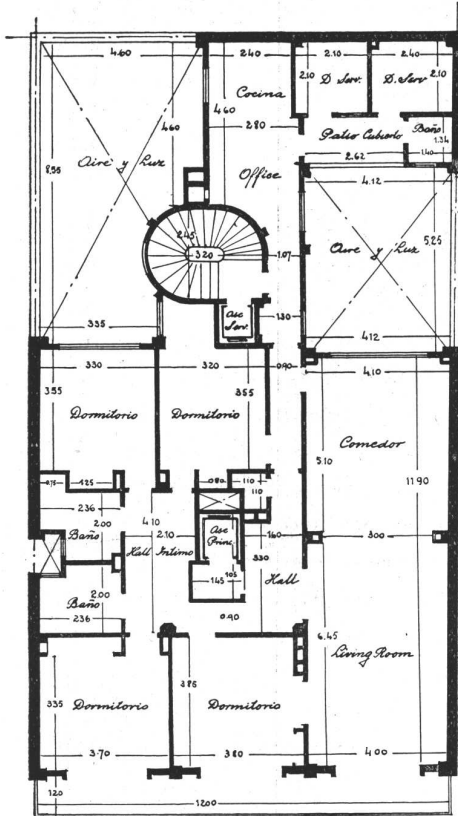 4.60
2.40
2.10
2.40
2.10
D. Serv
D. Serv
2.10
Cocina
4.60
4.60
2.80
Patio Cubierto
Baño
1.34
1.40
2.62
8.55
Aire y Luz
Office
4.12
2.45
3.20
1.07
Aire y Luz
5.25
Asc
Serv.
1.30
3.35
4.12
3.30
3.20
0.90
4.10
3.55
3.55
Dormitorio
Dormitorio
Comedor
5.10
11.90
0.75
1.25
0.80
1.10
1.10
2.36
2.00
4.10
Baño
2.10
Hall Intimo
Asc
Princ.
1.60
3.30
3.00
1.45
1.05
Hall
Baño
2.00
2.36
0.90
6.45
Living Room
3.35
3.85
Dormitorio
Dormitorio
3.70
3.80
4.00
1.20
12.00